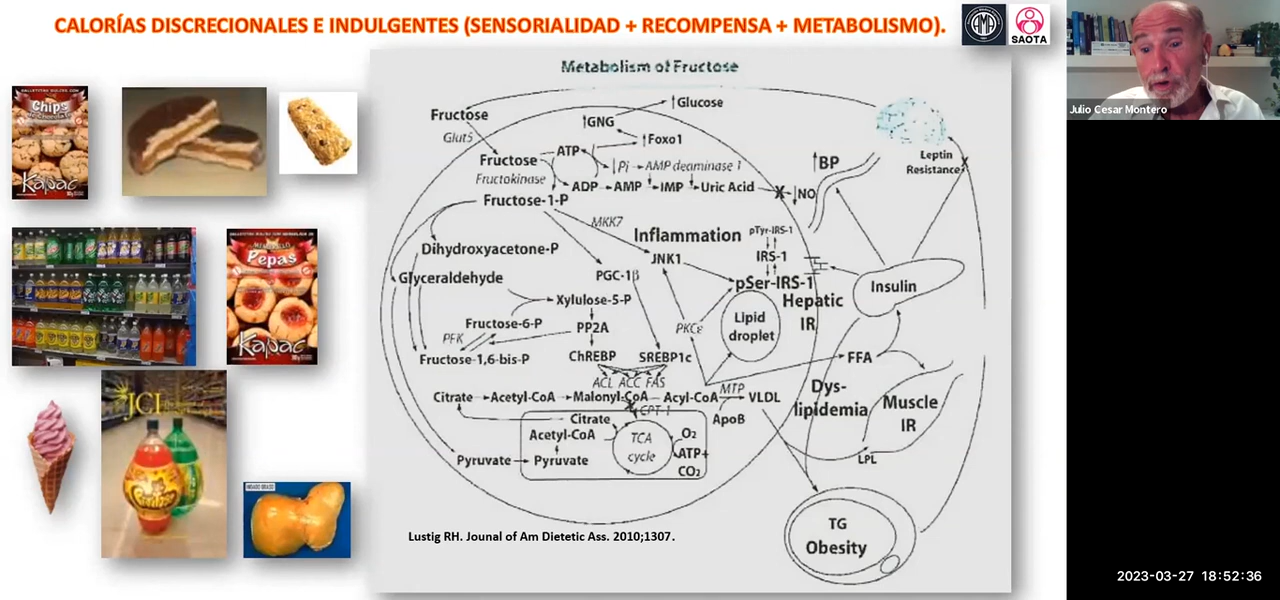 CALORÍAS DISCRECIONALES E INDULGENTES (SENSORIALIDAD + RECOMPENSA + METABOLISMO).
AMA
SAOTA
Julio Cesar Montero
Chips
Kapac
Pepas
Kapac
JCI
HIGADO GRASO
Metabolism of Fructose
Fructose
↑Glucose
Glut5
↑GNG
↑Foxo1
Fructose
ATP
↓Pi → AMP deaminase 1
Fructokinase
ADP → AMP → IMP → Uric Acid
X ↓NO
↑BP
Leptin
Resistance
X
Fructose-1-P
MKK7
Inflammation
pTyr-IRS-1
Dihydroxyacetone-P
JNK1
IRS-1
Glyceraldehyde
PGC-1β
pSer-IRS-1
Insulin
Xylulose-5-P
Hepatic
IR
Lipid
droplet
Fructose-6-P
PP2A
PKCε
PFK
Fructose-1,6-bis-P
ChREBP
SREBP1c
FFA
ACL ACC FAS
MTP
Dys-
lipidemia
Citrate → Acetyl-CoA → Malonyl-CoA → Acyl-CoA → VLDL
Muscle
IR
CPT-1
ApoB
Citrate
Acetyl-CoA
TCA
cycle
O2
ATP+
CO2
Pyruvate → Pyruvate
LPL
TG
Obesity
Lustig RH. Jounal of Am Dietetic Ass. 2010;1307.
2023-03-27 18:52:36